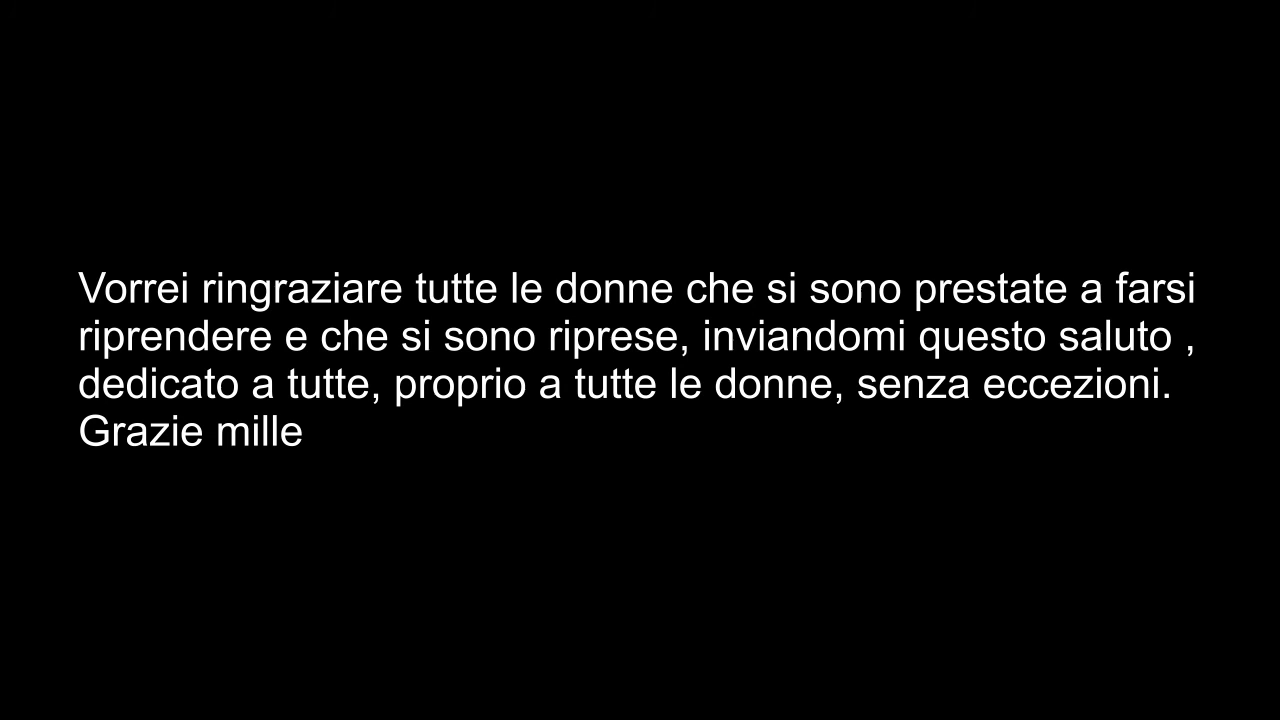 Vorrei ringraziare tutte le donne che si sono prestate a farsi
riprendere e che si sono riprese, inviandomi questo saluto ,
dedicato a tutte, proprio a tutte le donne, senza eccezioni.
Grazie mille